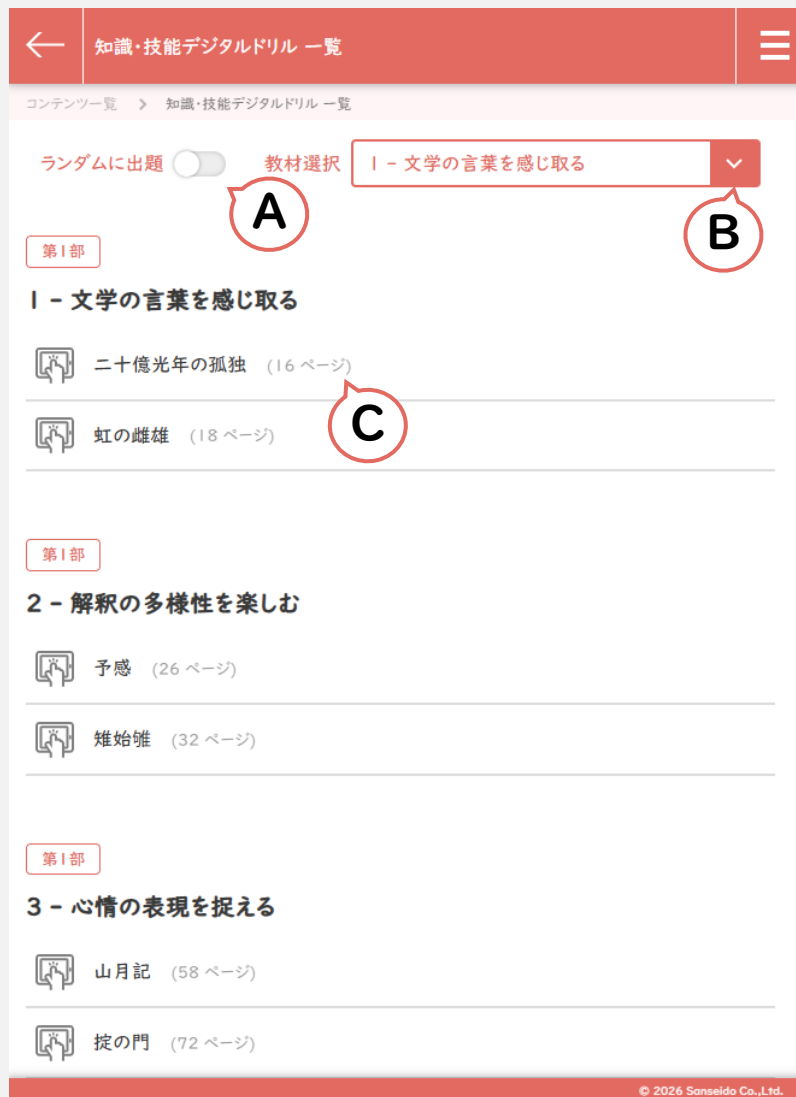 知識・技能デジタルドリル 一覧
コンテンツ一覧 > 知識・技能デジタルドリル 一覧
ランダムに出題 教材選択 1 - 文学の言葉を感じ取る
A
B
第1部
1 - 文学の言葉を感じ取る
二十億光年の孤独 (16 ページ)
C
虹の雌雄 (18 ページ)
第1部
2 - 解釈の多様性を楽しむ
予感 (26 ページ)
雉始雊 (32 ページ)
第1部
3 - 心情の表現を捉える
山月記 (58 ページ)
掟の門 (72 ページ)
© 2026 Sanseido Co.,Ltd.